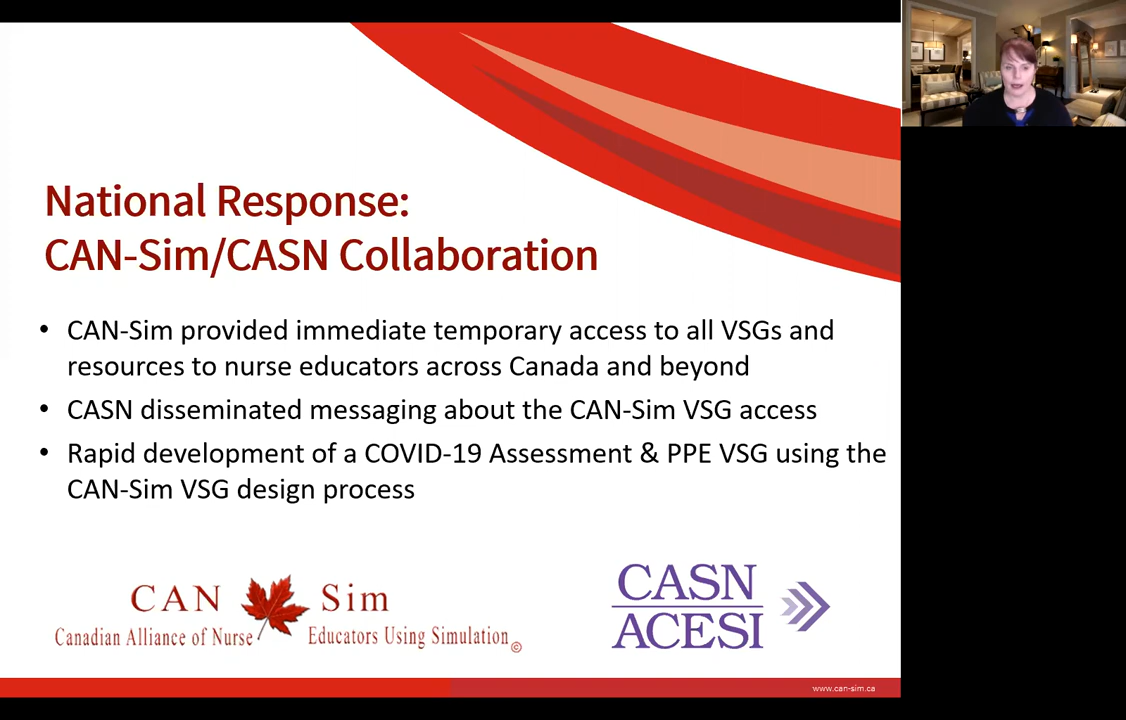 National Response:
CAN-Sim/CASN Collaboration
• CAN-Sim provided immediate temporary access to all VSGs and
resources to nurse educators across Canada and beyond
• CASN disseminated messaging about the CAN-Sim VSG access
• Rapid development of a COVID-19 Assessment & PPE VSG using the
CAN-Sim VSG design process
CAN Sim
Canadian Alliance of Nurse Educators Using Simulation ©
CASN
ACESI
www.can-sim.ca